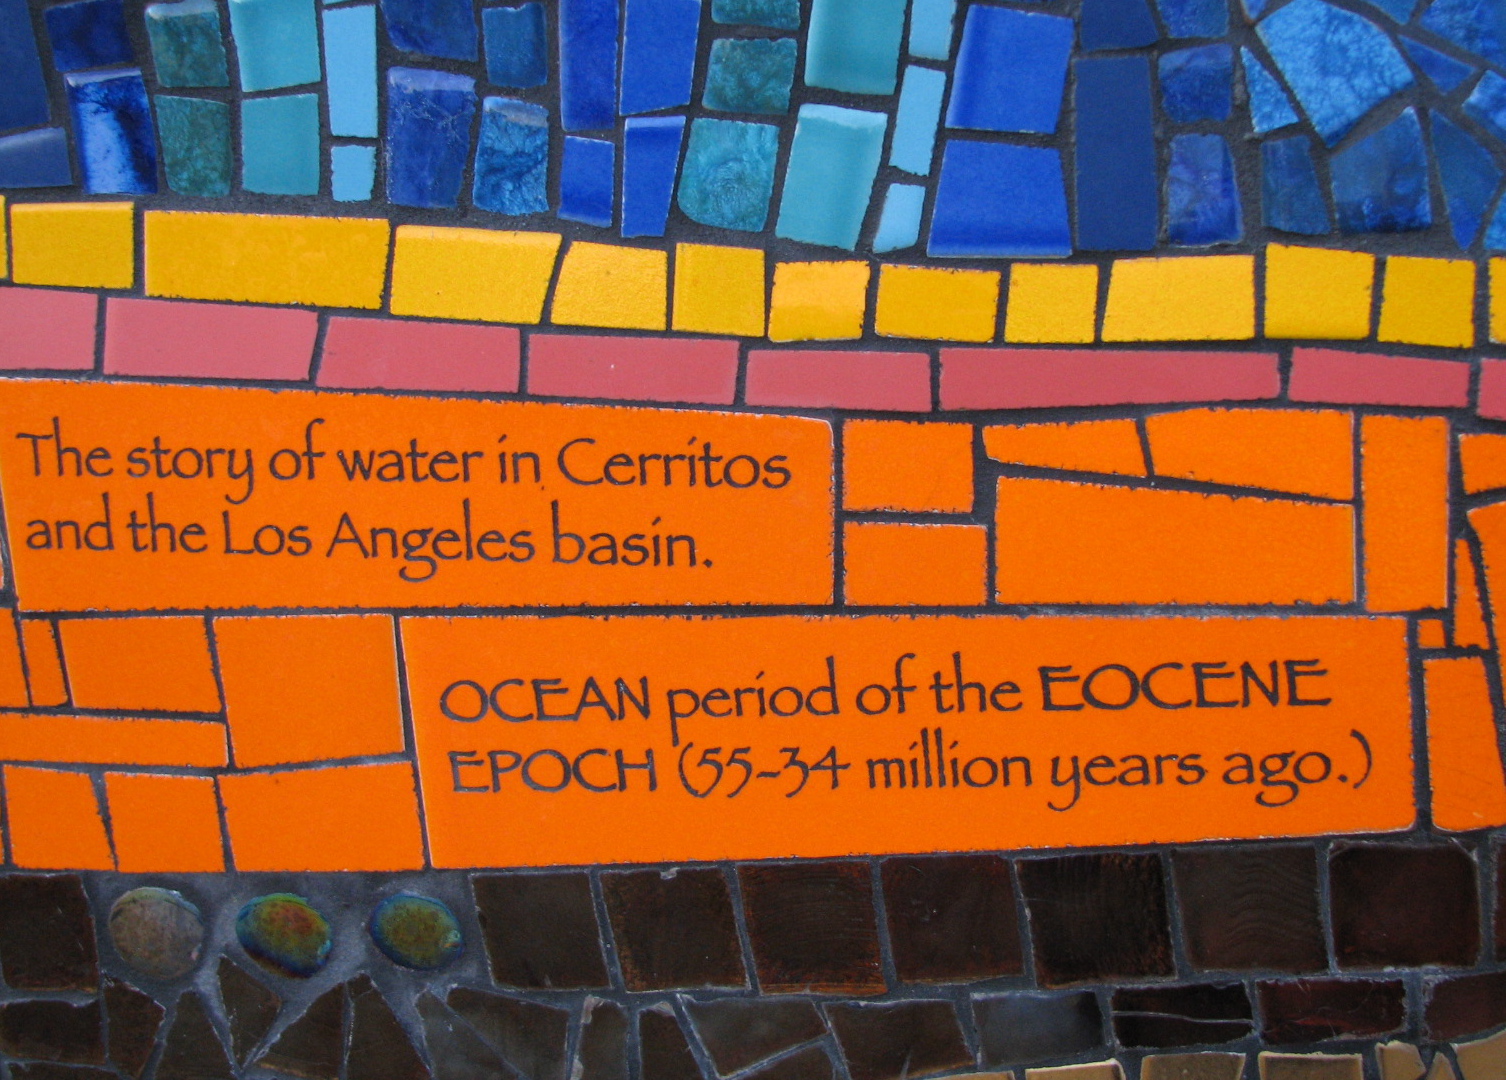 The story of water in Cerritos
and the Los Angeles basin.
OCEAN period of the EOCENE
EPOCH (55-34 million years ago.)